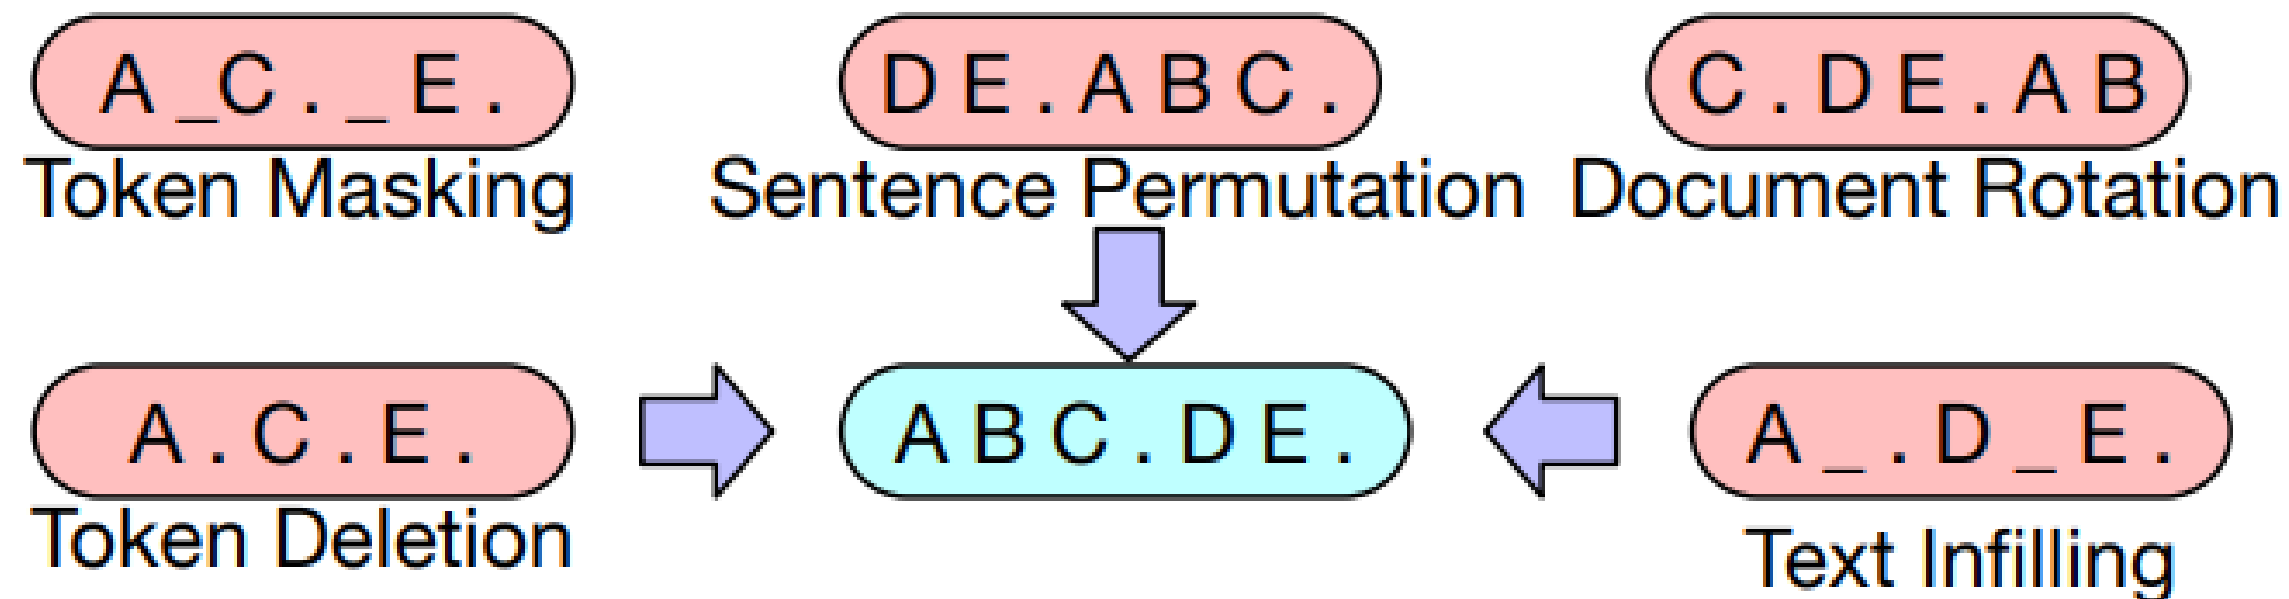 A _ C . _ E .
D E . A B C .
C . D E . A B
Token Masking
Sentence Permutation
Document Rotation
A . C . E .
A B C . D E .
A _ . D _ E .
Token Deletion
Text Infilling